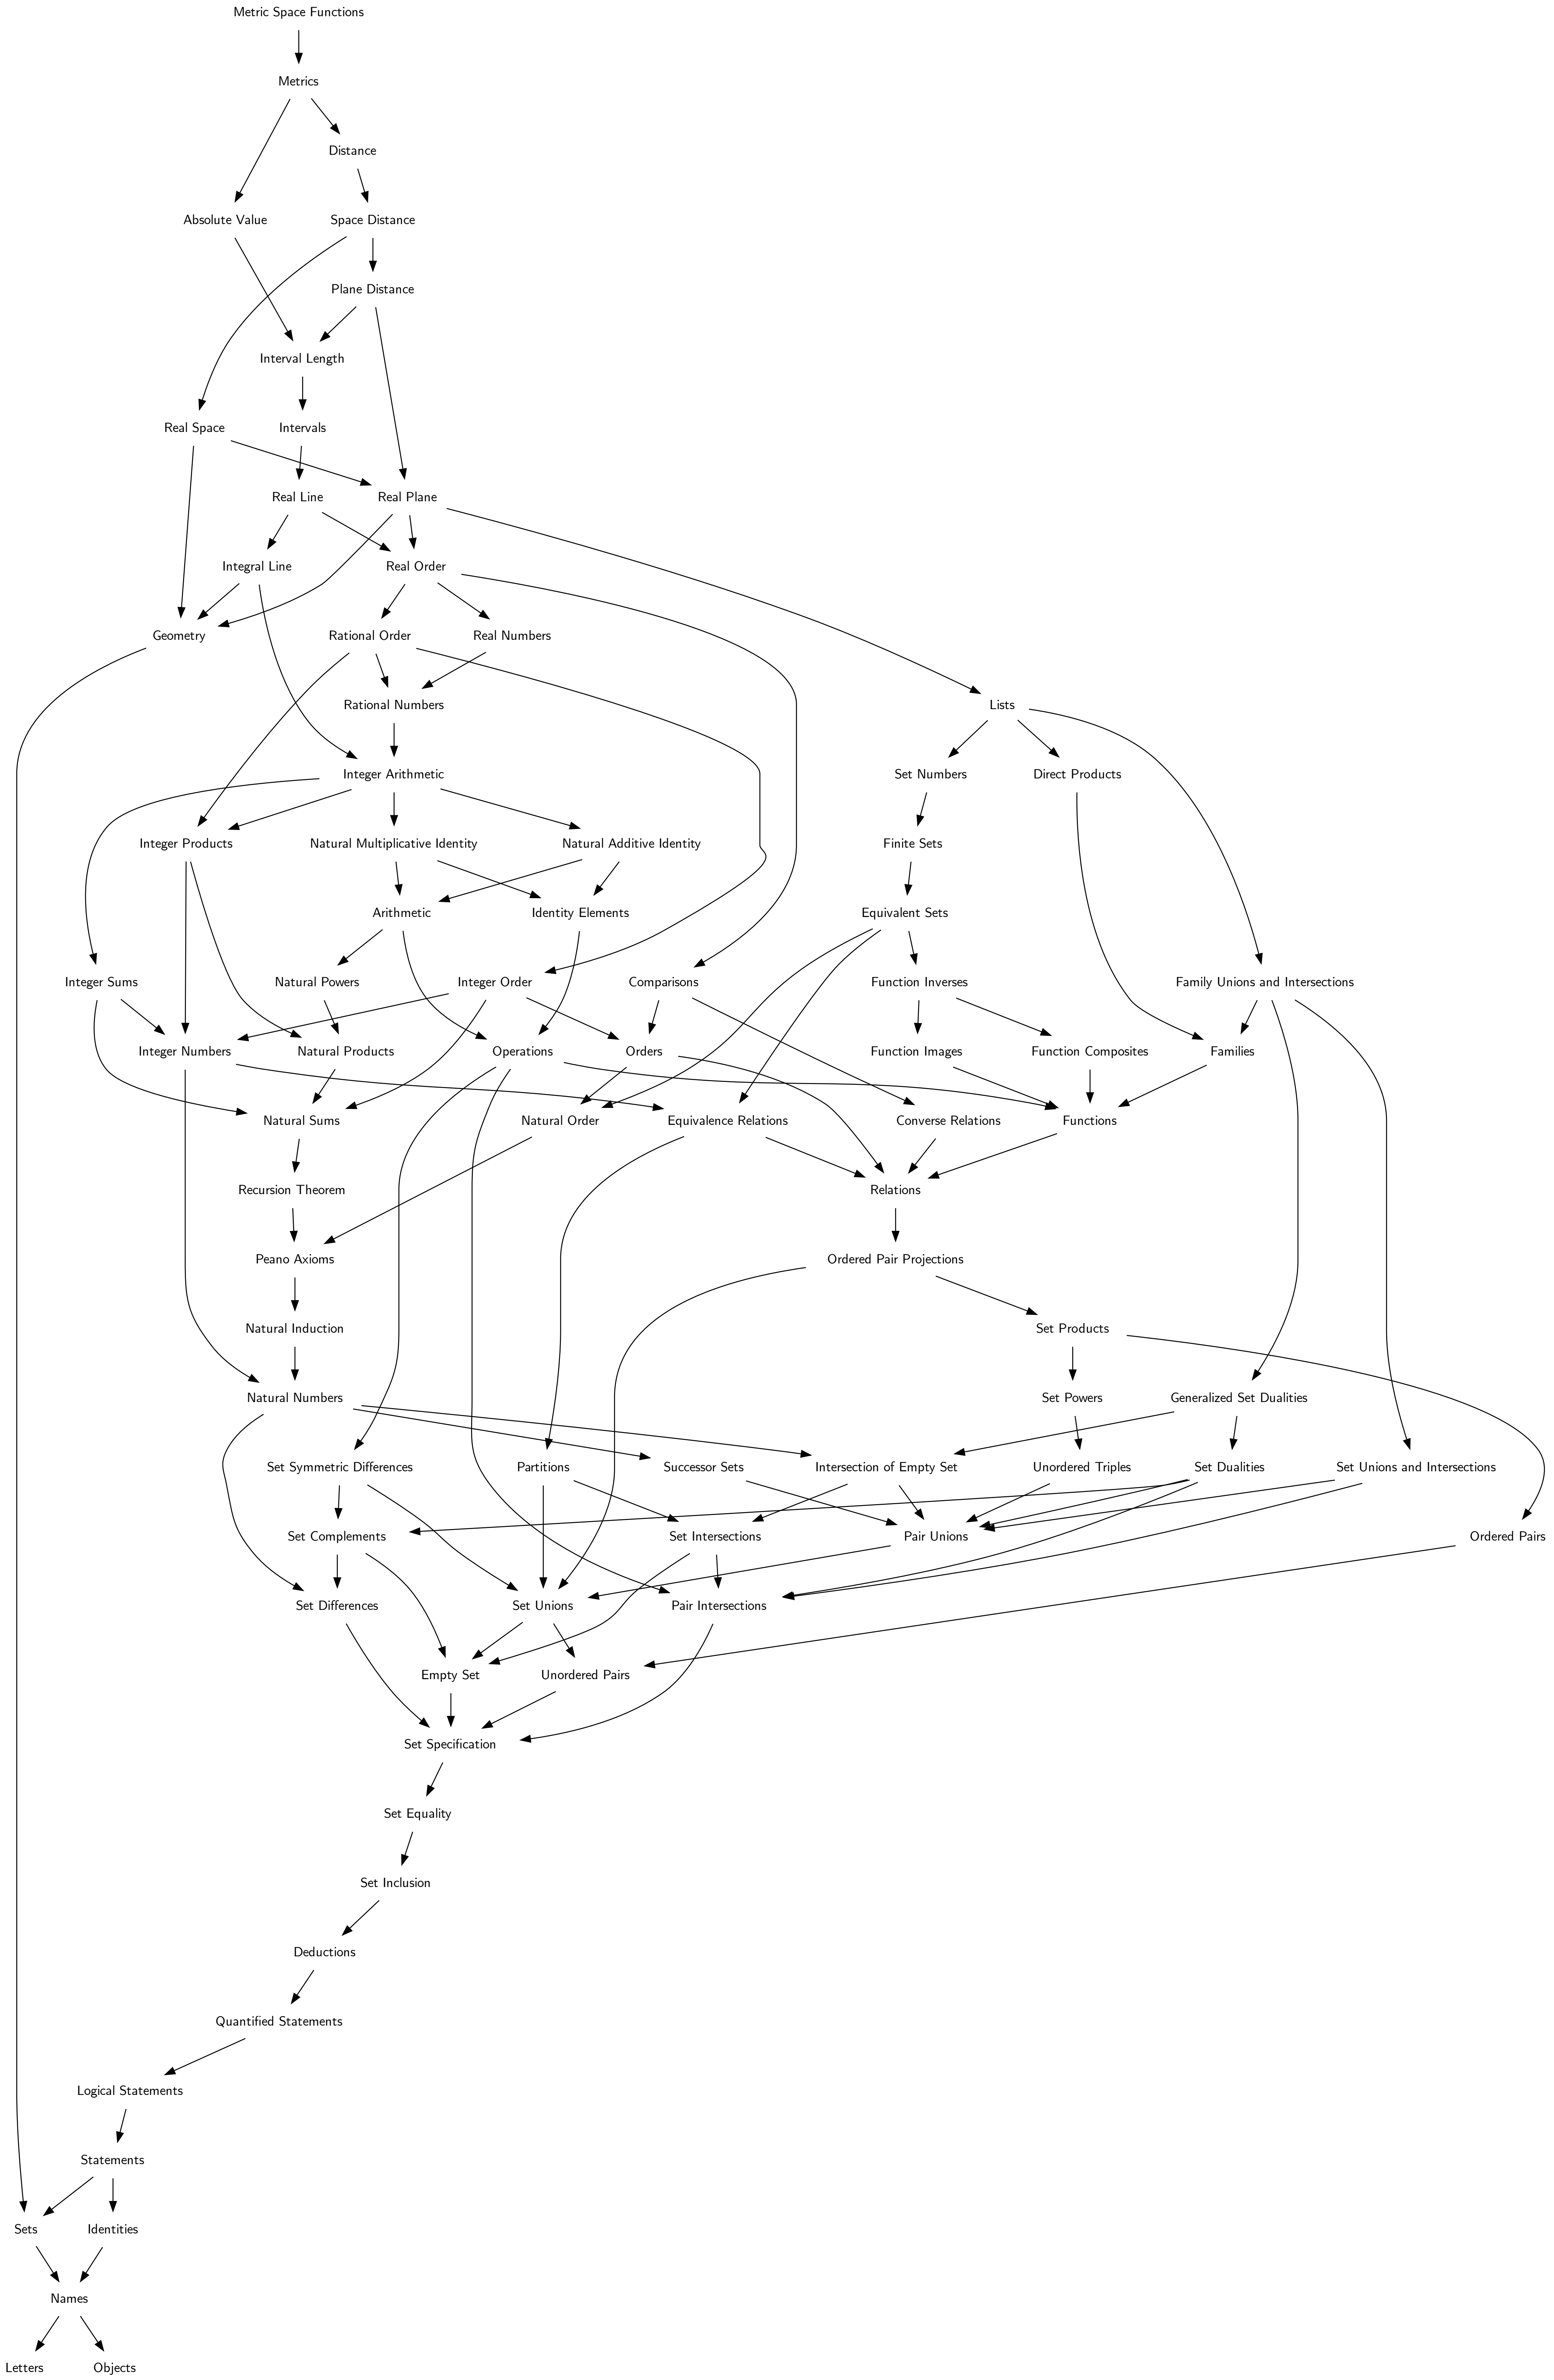 Metric Space Functions
Metrics
Distance
Absolute Value
Space Distance
Plane Distance
Interval Length
Real Space
Intervals
Real Line
Real Plane
Integral Line
Real Order
Geometry
Rational Order
Real Numbers
Rational Numbers
Lists
Integer Arithmetic
Set Numbers
Direct Products
Integer Products
Natural Multiplicative Identity
Natural Additive Identity
Finite Sets
Arithmetic
Identity Elements
Equivalent Sets
Integer Sums
Natural Powers
Integer Order
Comparisons
Function Inverses
Family Unions and Intersections
Integer Numbers
Natural Products
Operations
Orders
Function Images
Function Composites
Families
Natural Sums
Natural Order
Equivalence Relations
Converse Relations
Functions
Recursion Theorem
Relations
Peano Axioms
Ordered Pair Projections
Natural Induction
Set Products
Natural Numbers
Set Powers
Generalized Set Dualities
Set Symmetric Differences
Partitions
Successor Sets
Intersection of Empty Set
Unordered Triples
Set Dualities
Set Unions and Intersections
Set Complements
Set Intersections
Pair Unions
Ordered Pairs
Set Differences
Set Unions
Pair Intersections
Empty Set
Unordered Pairs
Set Specification
Set Equality
Set Inclusion
Deductions
Quantified Statements
Logical Statements
Statements
Sets
Identities
Names
Letters
Objects